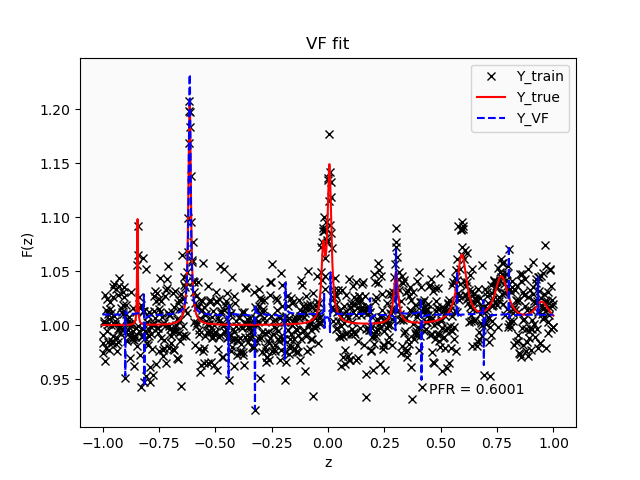 VF fit
Y_train
Y_true
Y_VF
1.20
1.15
1.10
1.05
1.00
0.95
F(z)
PFR = 0.6001
−1.00 −0.75 −0.50 −0.25 0.00 0.25 0.50 0.75 1.00
z